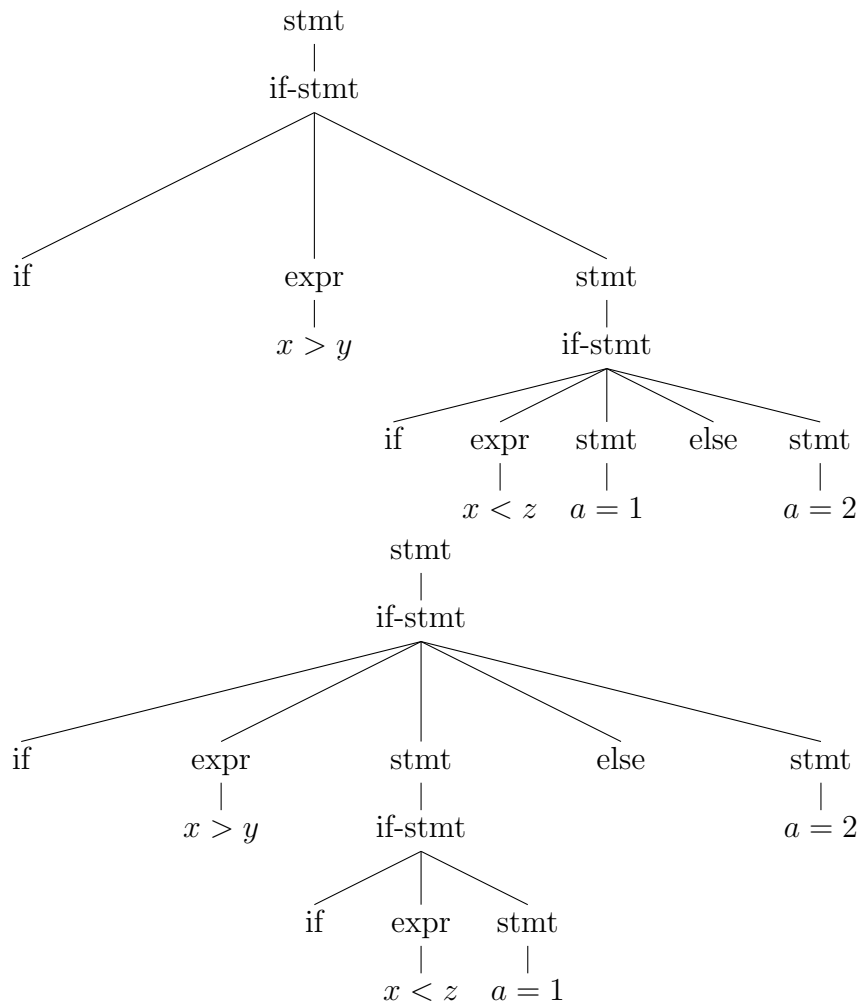 stmt
if-stmt
if expr stmt
x > y if-stmt
if expr stmt else stmt
x < z a = 1 a = 2
stmt
if-stmt
if expr stmt else stmt
x > y if-stmt a = 2
if expr stmt
x < z a = 1